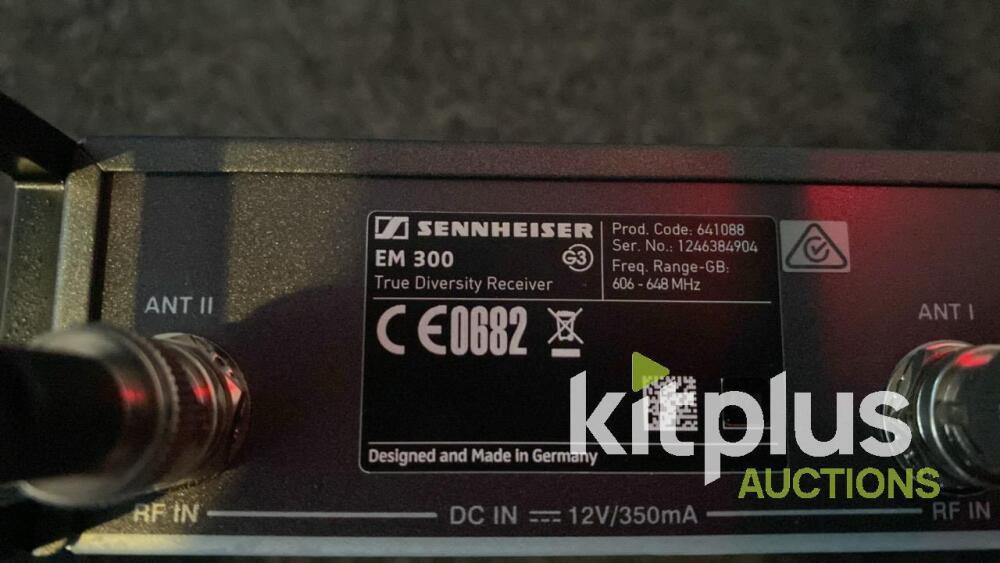 SENNHEISER
EM 300 G3
True Diversity Receiver
Prod. Code: 641088
Ser. No.: 1246384904
Freq. Range-GB:
606 - 648 MHz
CE0682
Designed and Made in Germany
ANT II
ANT I
RF IN
DC IN
12V/350mA
RF IN
kitplus
AUCTIONS